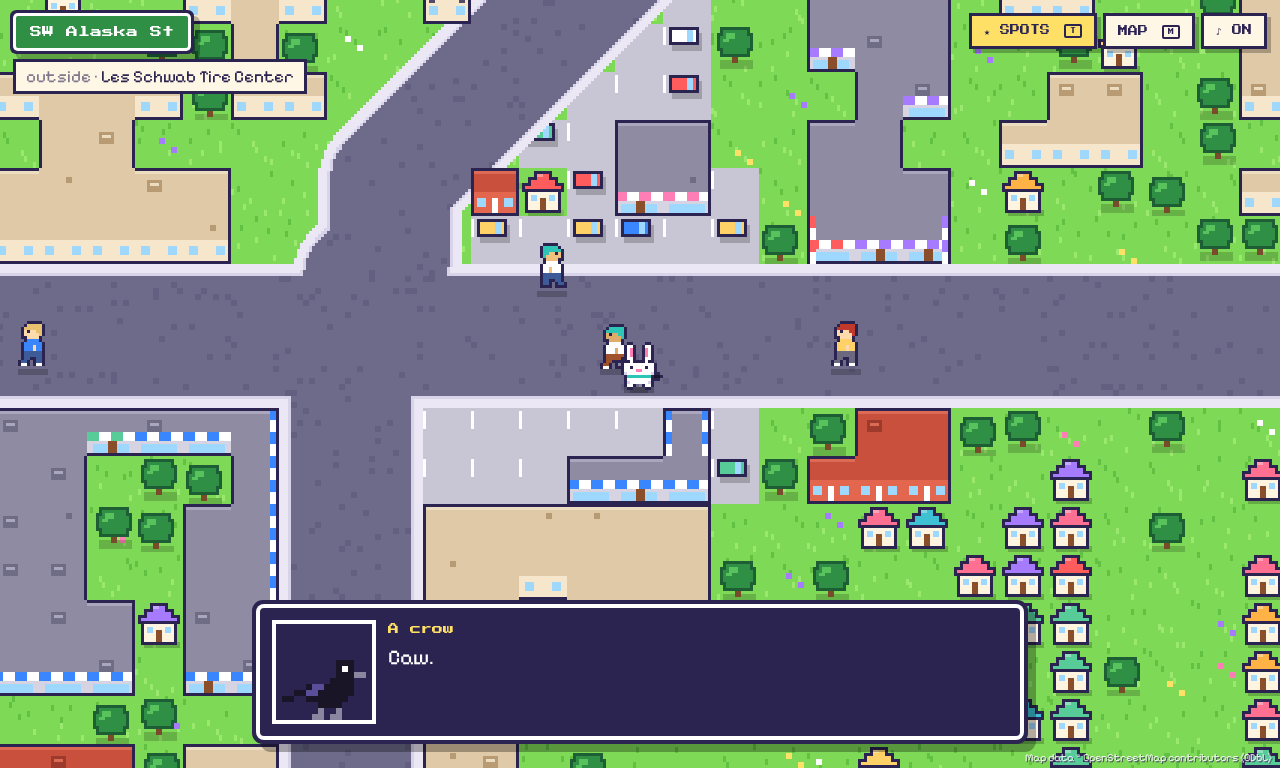 SW Alaska St
outside · Les Schwab Tire Center
★ SPOTS T
MAP M
♪ ON
A crow
Caw.
Map data © OpenStreetMap contributors (ODbL)